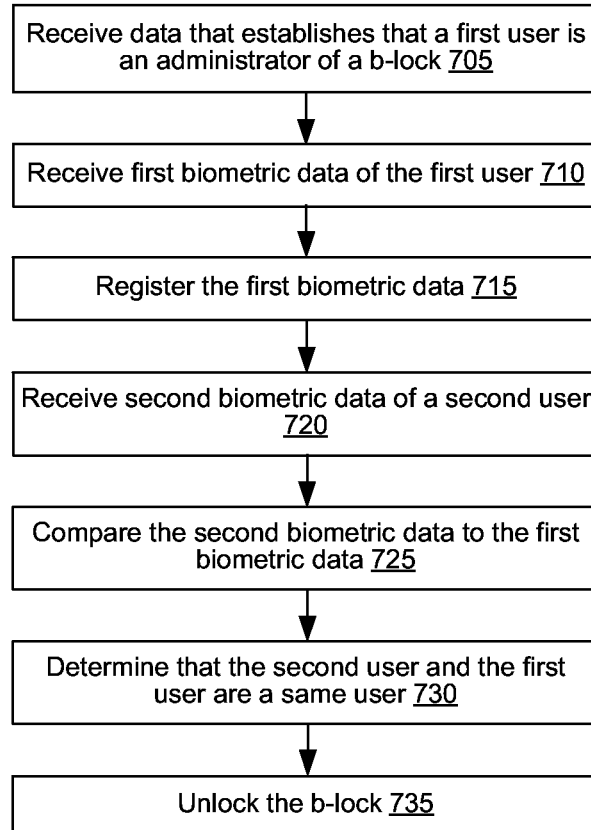 Receive data that establishes that a first user is
an administrator of a b-lock 705
Receive first biometric data of the first user 710
Register the first biometric data 715
Receive second biometric data of a second user
720
Compare the second biometric data to the first
biometric data 725
Determine that the second user and the first
user are a same user 730
Unlock the b-lock 735